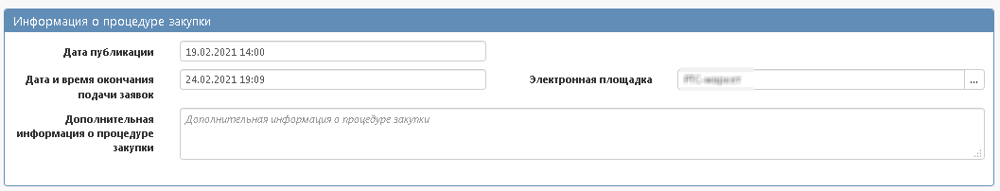 Информация о процедуре закупки
Дата публикации
19.02.2021 14:00
Дата и время окончания
подачи заявок
24.02.2021 19:09
Электронная площадка
...
Дополнительная
информация о процедуре
закупки
Дополнительная информация о процедуре закупки